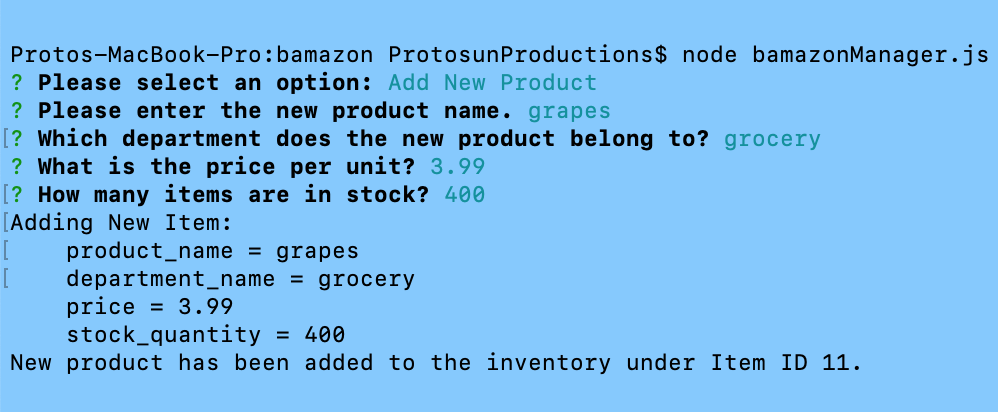 Protos-MacBook-Pro:bamazon ProtosunProductions$ node bamazonManager.js
? Please select an option: Add New Product
? Please enter the new product name. grapes
[? Which department does the new product belong to? grocery
? What is the price per unit? 3.99
[? How many items are in stock? 400
[Adding New Item:
[    product_name = grapes
[    department_name = grocery
    price = 3.99
    stock_quantity = 400
New product has been added to the inventory under Item ID 11.